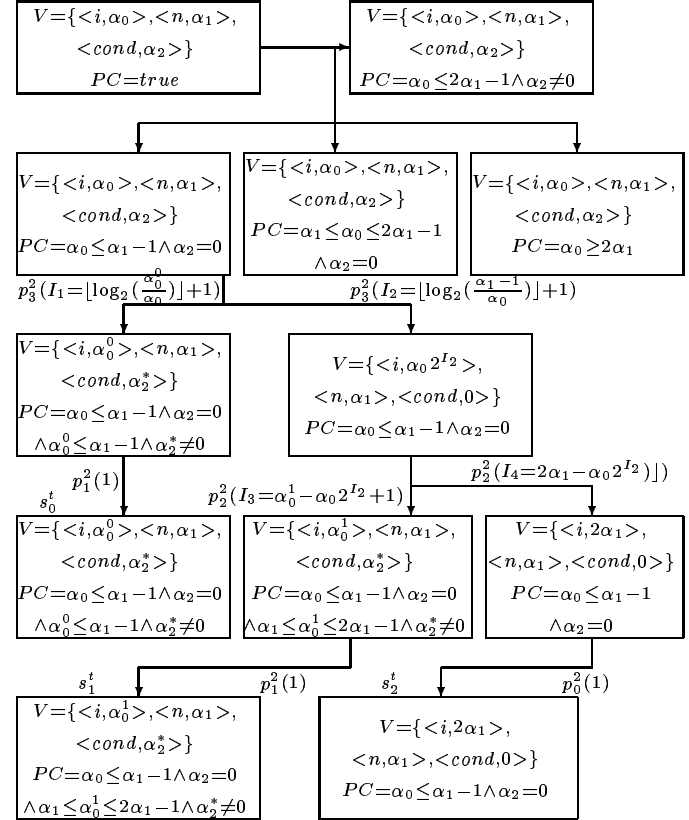 V={<i,α₀>,<n,α₁>,
<cond,α₂>}
PC=true
V={<i,α₀>,<n,α₁>,
<cond,α₂>}
PC=α₀≤2α₁−1∧α₂≠0
V={<i,α₀>,<n,α₁>,
<cond,α₂>}
PC=α₀≤α₁−1∧α₂=0
V={<i,α₀>,<n,α₁>,
<cond,α₂>}
PC=α₁≤α₀≤2α₁−1
∧α₂=0
V={<i,α₀>,<n,α₁>,
<cond,α₂>}
PC=α₀≥2α₁
p₃²(I₁=⌊log₂(α₀⁰/α₀)⌋+1)
p₃²(I₂=⌊log₂(α₁−1/α₀)⌋+1)
V={<i,α₀⁰>,<n,α₁>,
<cond,α₂*>}
PC=α₀≤α₁−1∧α₂=0
∧α₀⁰≤α₁−1∧α₂*≠0
V={<i,α₀2^{I₂}>,
<n,α₁>,<cond,0>}
PC=α₀≤α₁−1∧α₂=0
p₁²(1)
s₀ᵗ
p₂²(I₃=α₀¹−α₀2^{I₂}+1)
p₂²(I₄=2α₁−α₀2^{I₂})⌋)
V={<i,α₀⁰>,<n,α₁>,
<cond,α₂*>}
PC=α₀≤α₁−1∧α₂=0
∧α₀⁰≤α₁−1∧α₂*≠0
V={<i,α₀¹>,<n,α₁>,
<cond,α₂*>}
PC=α₀≤α₁−1∧α₂=0
∧α₁≤α₀¹≤2α₁−1∧α₂*≠0
V={<i,2α₁>,
<n,α₁>,<cond,0>}
PC=α₀≤α₁−1
∧α₂=0
s₁ᵗ
p₁²(1)
s₂ᵗ
p₀²(1)
V={<i,α₀¹>,<n,α₁>,
<cond,α₂*>}
PC=α₀≤α₁−1∧α₂=0
∧α₁≤α₀¹≤2α₁−1∧α₂*≠0
V={<i,2α₁>,
<n,α₁>,<cond,0>}
PC=α₀≤α₁−1∧α₂=0